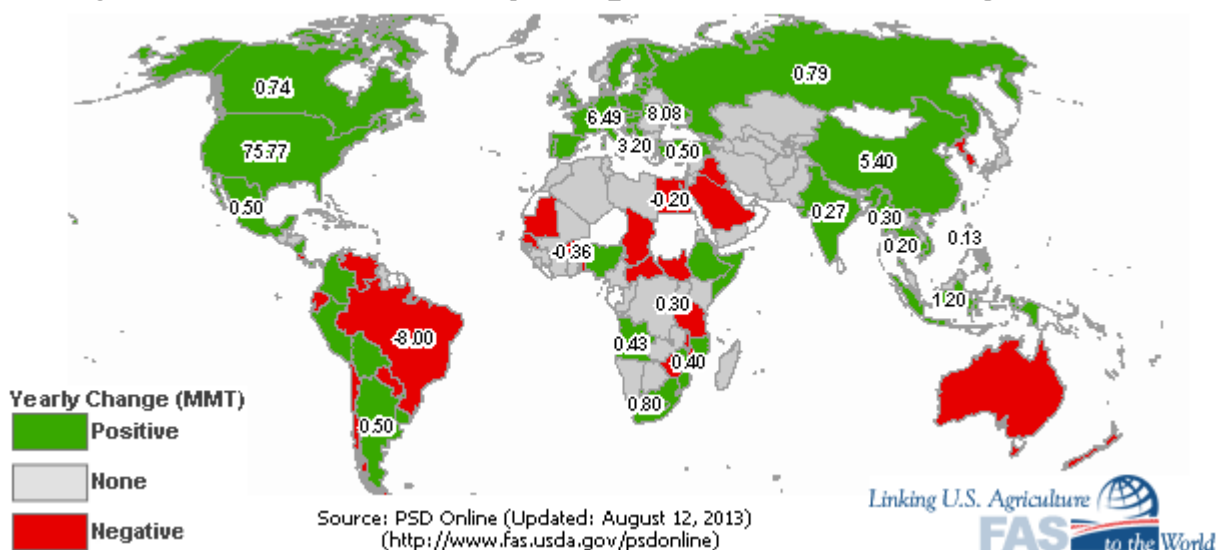 0.74
0.79
6.49
8.08
75.77
3.20
0.50
5.40
0.50
-0.20
0.27
0.30
0.13
-0.36
0.20
0.30
1.20
-8.00
0.43
-0.40
0.80
0.50
Yearly Change (MMT)
Positive
None
Negative
Source: PSD Online (Updated: August 12, 2013)
(http://www.fas.usda.gov/psdonline)
Linking U.S. Agriculture
FAS
to the World